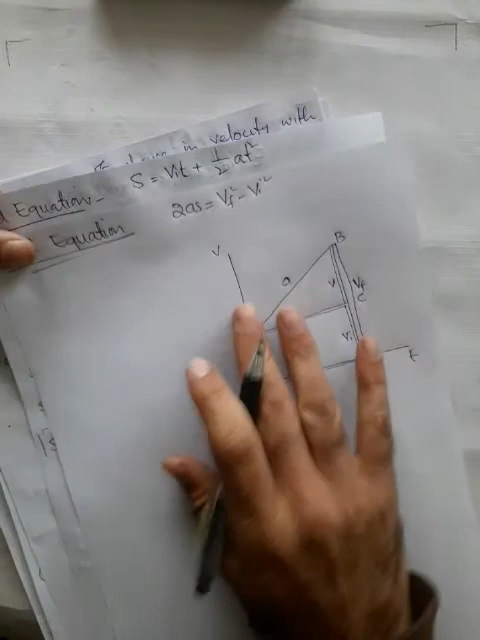 in velocity with
Equation- S = Vit + 1/2 at²
Equation 2as = Vf² - Vi²
V
B
a
V
Vf
C
Vi
t